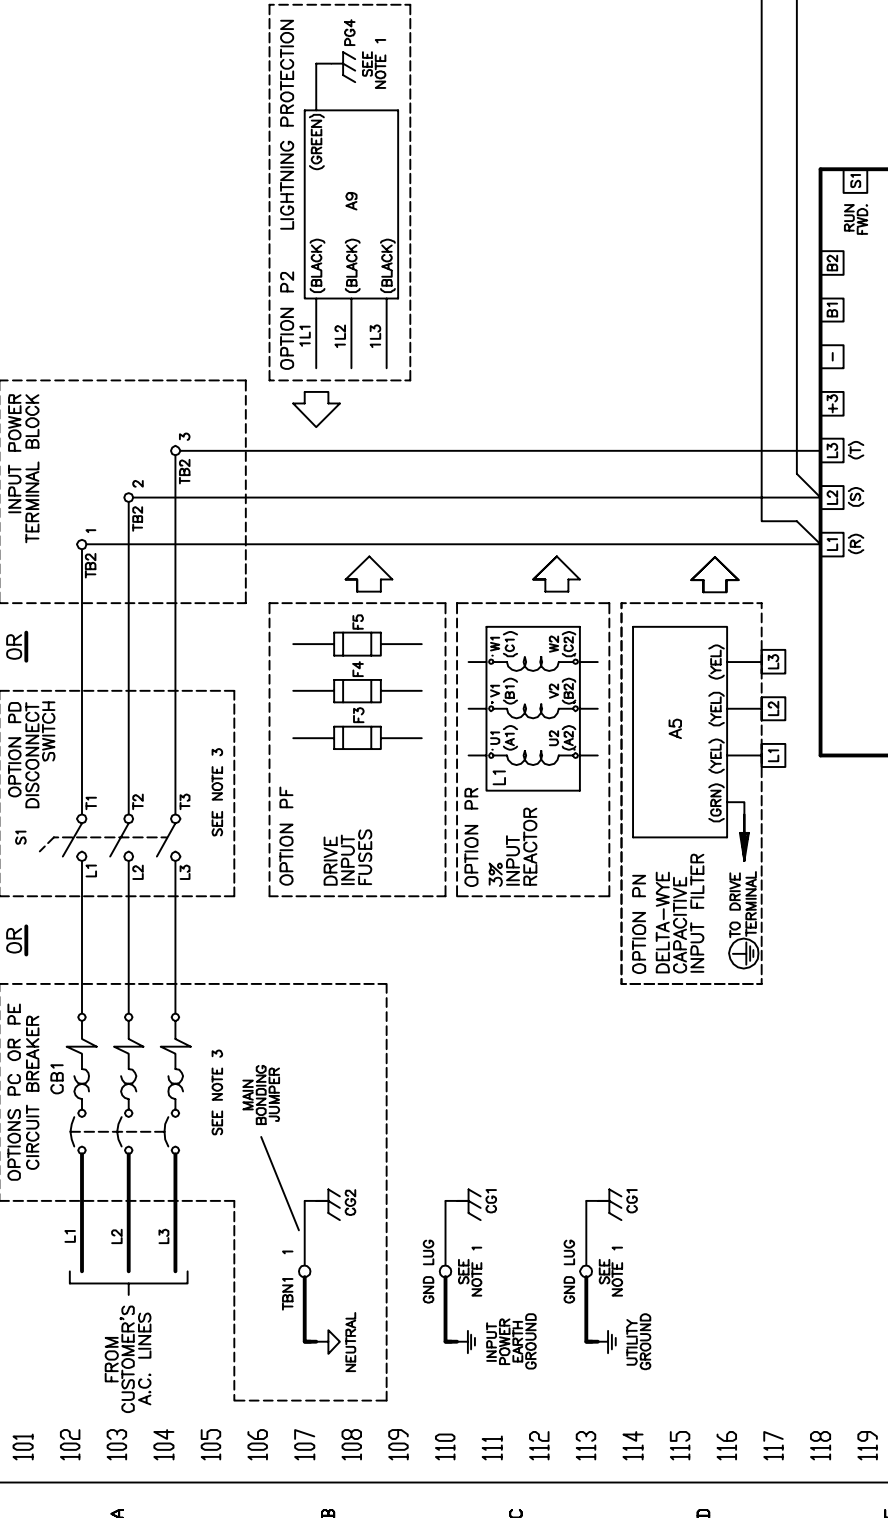 101
102
103
104
105
106
107
108
109
110
111
112
113
114
115
116
117
118
119
A
B
C
D
FROM
CUSTOMER'S
A.C. LINES
L1
L2
L3
OPTIONS PC OR PE
CIRCUIT BREAKER
CB1
SEE NOTE 3
MAIN
BONDING
JUMPER
TBN1
1
CG2
NEUTRAL
GND LUG
CG1
SEE
NOTE 1
INPUT
POWER
EARTH
GROUND
GND LUG
CG1
SEE
NOTE 1
UTILITY
GROUND
OR
OPTION PD
DISCONNECT
SWITCH
S1
L1
T1
L2
T2
L3
T3
SEE NOTE 3
OR
INPUT POWER
TERMINAL BLOCK
TB2
1
TB2
2
TB2
3
OPTION P2
LIGHTNING PROTECTION
1L1
(BLACK)
(GREEN)
1L2
(BLACK)
A9
1L3
(BLACK)
PG4
SEE
NOTE 1
OPTION PF
DRIVE
INPUT
FUSES
F3
F4
F5
OPTION PR
3%
INPUT
REACTOR
L1
U1
(A1)
V1
(B1)
W1
(C1)
U2
(A2)
V2
(B2)
W2
(C2)
OPTION PN
DELTA-WYE
CAPACITIVE
INPUT FILTER
A5
(GRN)
(YEL)
(YEL)
(YEL)
TO DRIVE
TERMINAL
L1
L2
L3
L1
(R)
L2
(S)
L3
(T)
+3
-
B1
B2
RUN
FWD.
S1